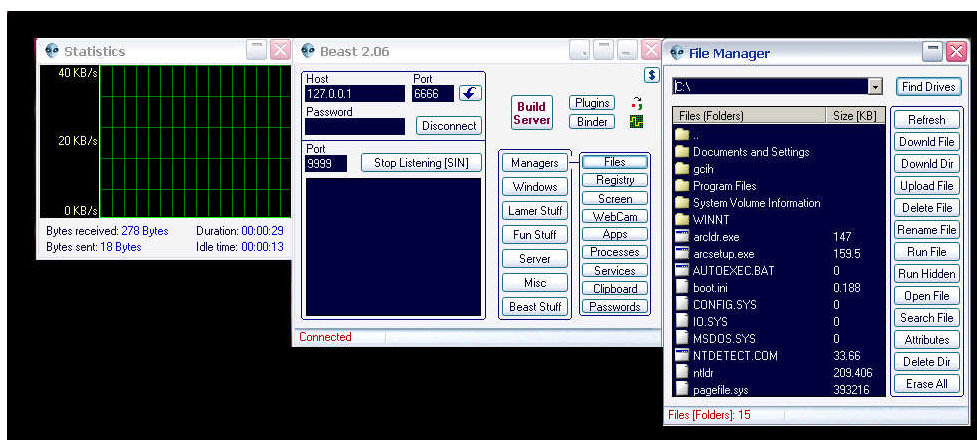 Statistics
40 KB/s
20 KB/s
0 KB/s
Bytes received: 278 Bytes Duration: 00:00:29
Bytes sent: 18 Bytes Idle time: 00:00:13
Beast 2.06
$
Host Port
127.0.0.1 6666
Password
Disconnect
Port
9999 Stop Listening [SIN]
Build Server
Plugins
Binder
Managers
Windows
Lamer Stuff
Fun Stuff
Server
Misc
Beast Stuff
Files
Registry
Screen
WebCam
Apps
Processes
Services
Clipboard
Passwords
Connected
File Manager
C:\ Find Drives
Files (Folders) Size [KB]
..
Documents and Settings
gcih
Program Files
System Volume Information
WINNT
arcldr.exe 147
arcsetup.exe 159.5
AUTOEXEC.BAT 0
boot.ini 0.188
CONFIG.SYS 0
IO.SYS 0
MSDOS.SYS 0
NTDETECT.COM 33.66
ntldr 209.406
pagefile.sys 393216
Refresh
Downld File
Downld Dir
Upload File
Delete File
Rename File
Run File
Run Hidden
Open File
Search File
Attributes
Delete Dir
Erase All
Files [Folders]: 15